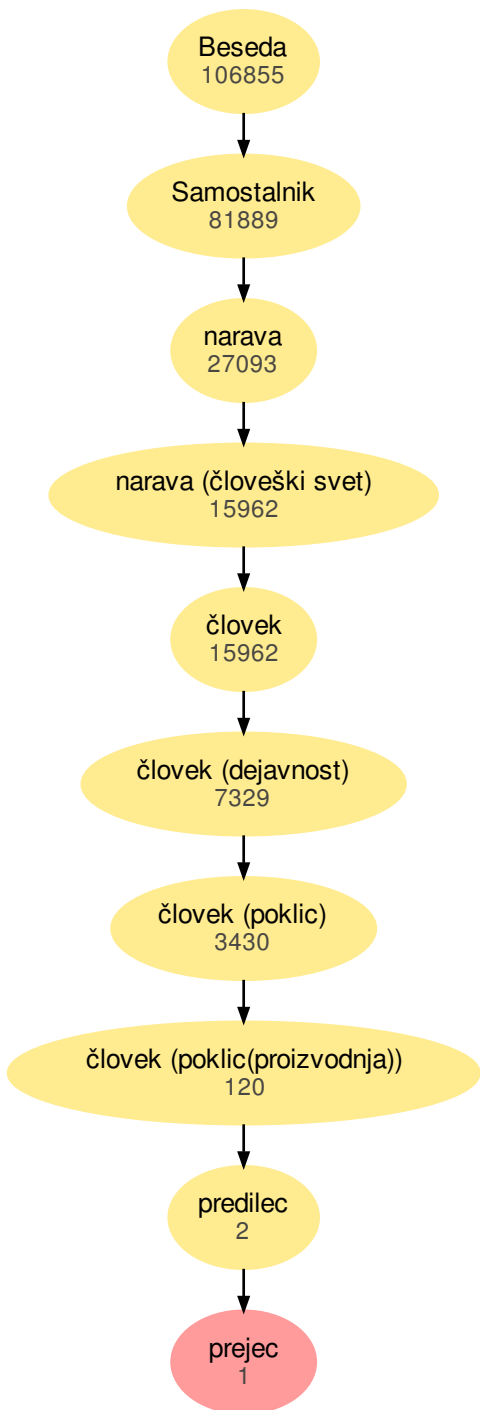 Beseda
106855
Samostalnik
81889
narava
27093
narava (človeški svet)
15962
človek
15962
človek (dejavnost)
7329
človek (poklic)
3430
človek (poklic(proizvodnja))
120
predilec
2
prejec
1